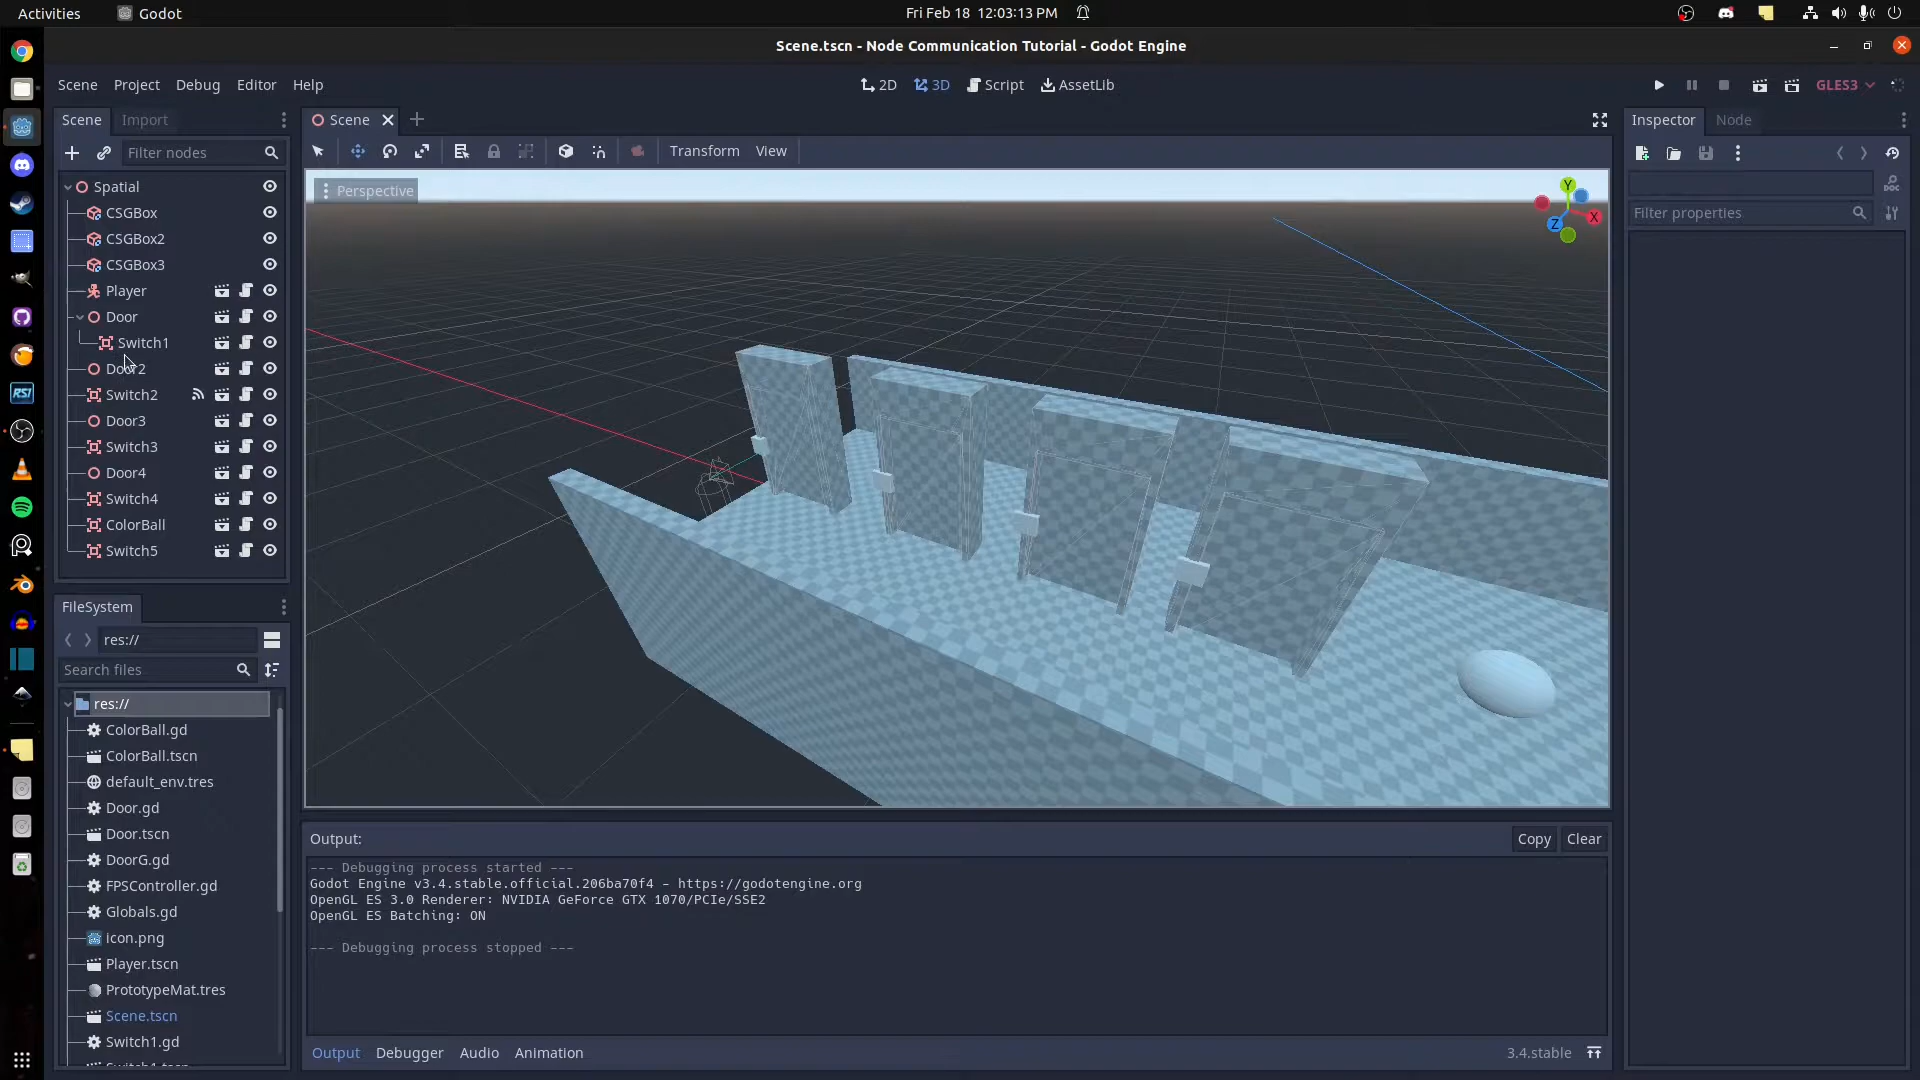 Activities
Godot
Fri Feb 18 12:03:13 PM
Scene.tscn - Node Communication Tutorial - Godot Engine
Scene Project Debug Editor Help
2D 3D Script AssetLib
GLES3
Scene Import
Scene
Inspector Node
Filter nodes
Transform View
Perspective
Y
X
Z
Filter properties
Spatial
CSGBox
CSGBox2
CSGBox3
Player
Door
Switch1
Door2
Switch2
Door3
Switch3
Door4
Switch4
ColorBall
Switch5
RSI
FileSystem
res://
Search files
res://
ColorBall.gd
ColorBall.tscn
default_env.tres
Door.gd
Door.tscn
DoorG.gd
FPSController.gd
Globals.gd
icon.png
Player.tscn
PrototypeMat.tres
Scene.tscn
Switch1.gd
Switch1.tscn
Output:
Copy Clear
--- Debugging process started ---
Godot Engine v3.4.stable.official.206ba70f4 - https://godotengine.org
OpenGL ES 3.0 Renderer: NVIDIA GeForce GTX 1070/PCIe/SSE2
OpenGL ES Batching: ON
--- Debugging process stopped ---
Output Debugger Audio Animation
3.4.stable